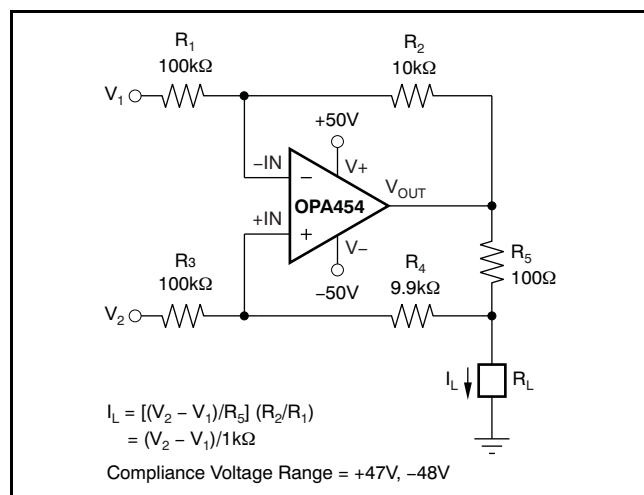 R1
100kΩ
R2
10kΩ
V1
+50V
−IN
V+
−
OPA454
VOUT
+IN
+
V−
R5
100Ω
R3
100kΩ
−50V
R4
9.9kΩ
V2
IL
RL
IL = [(V2 − V1)/R5] (R2/R1)
= (V2 − V1)/1kΩ
Compliance Voltage Range = +47V, −48V